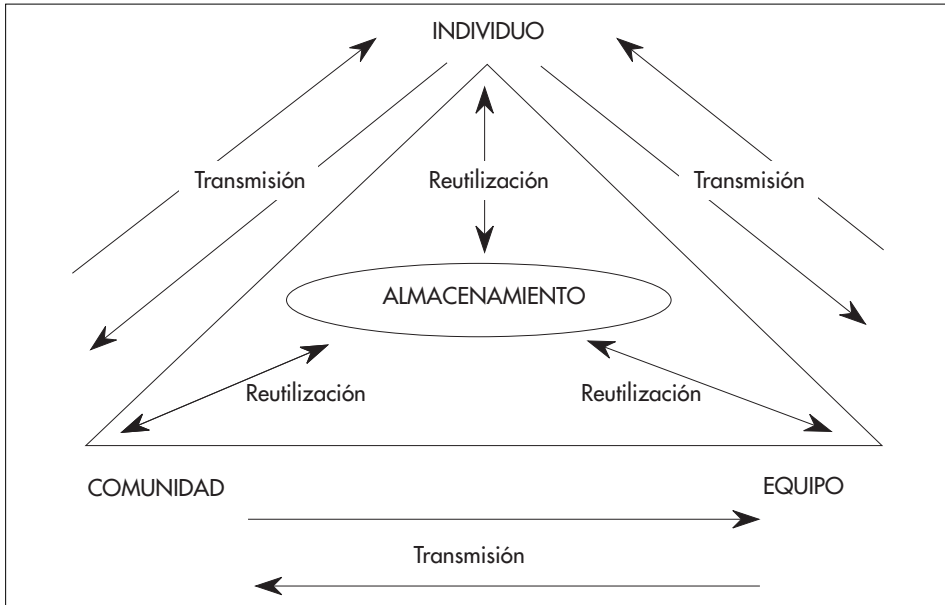 INDIVIDUO
Transmisión
Reutilización
Transmisión
ALMACENAMIENTO
Reutilización
Reutilización
COMUNIDAD
EQUIPO
Transmisión